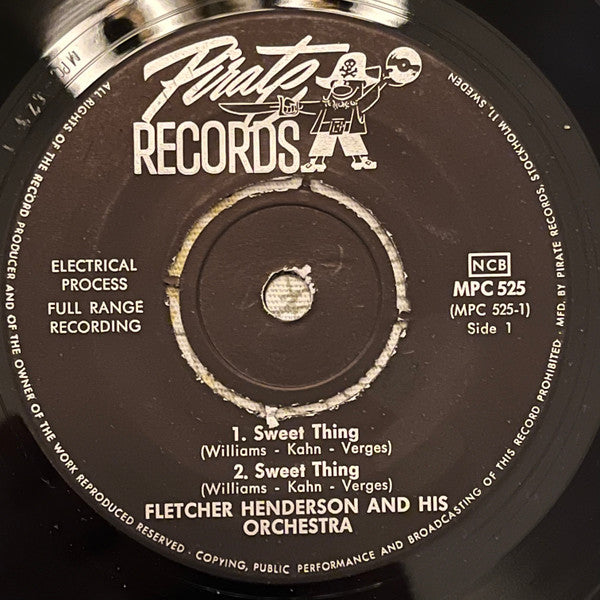 Pirate
RECORDS
ELECTRICAL
PROCESS
FULL RANGE
RECORDING
NCB
MPC 525
(MPC 525-1)
Side 1
1. Sweet Thing
(Williams - Kahn - Verges)
2. Sweet Thing
(Williams - Kahn - Verges)
FLETCHER HENDERSON AND HIS
ORCHESTRA
ALL RIGHTS OF THE RECORD PRODUCER AND OF THE OWNER OF THE WORK REPRODUCED RESERVED · COPYING, PUBLIC PERFORMANCE AND BROADCASTING OF THIS RECORD PROHIBITED · MFD. BY PIRATE RECORDS, STOCKHOLM 11, SWEDEN